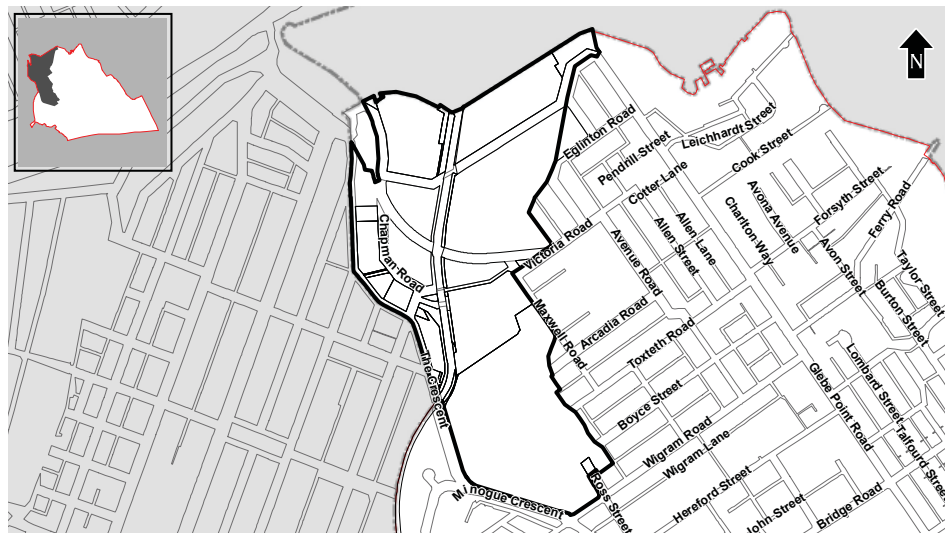 N
Eglinton Road
Leichhardt Street
Pendrill Street
Cook Street
Cotter Lane
Forsyth Street
Avona Avenue
Ferry Road
Charlton Way
Allen Lane
Allen Street
Victoria Road
Avenue Road
Chapman Road
Avon Street
Taylor Street
Burton Street
Maxwell Road
Arcadia Road
Toxteth Road
The Crescent
Lombard Street
Glebe Point Road
Boyce Street
Wigram Road
Wigram Lane
Talfourd Street
Hereford Street
Ross Street
Minogue Crescent
John Street
Bridge Road